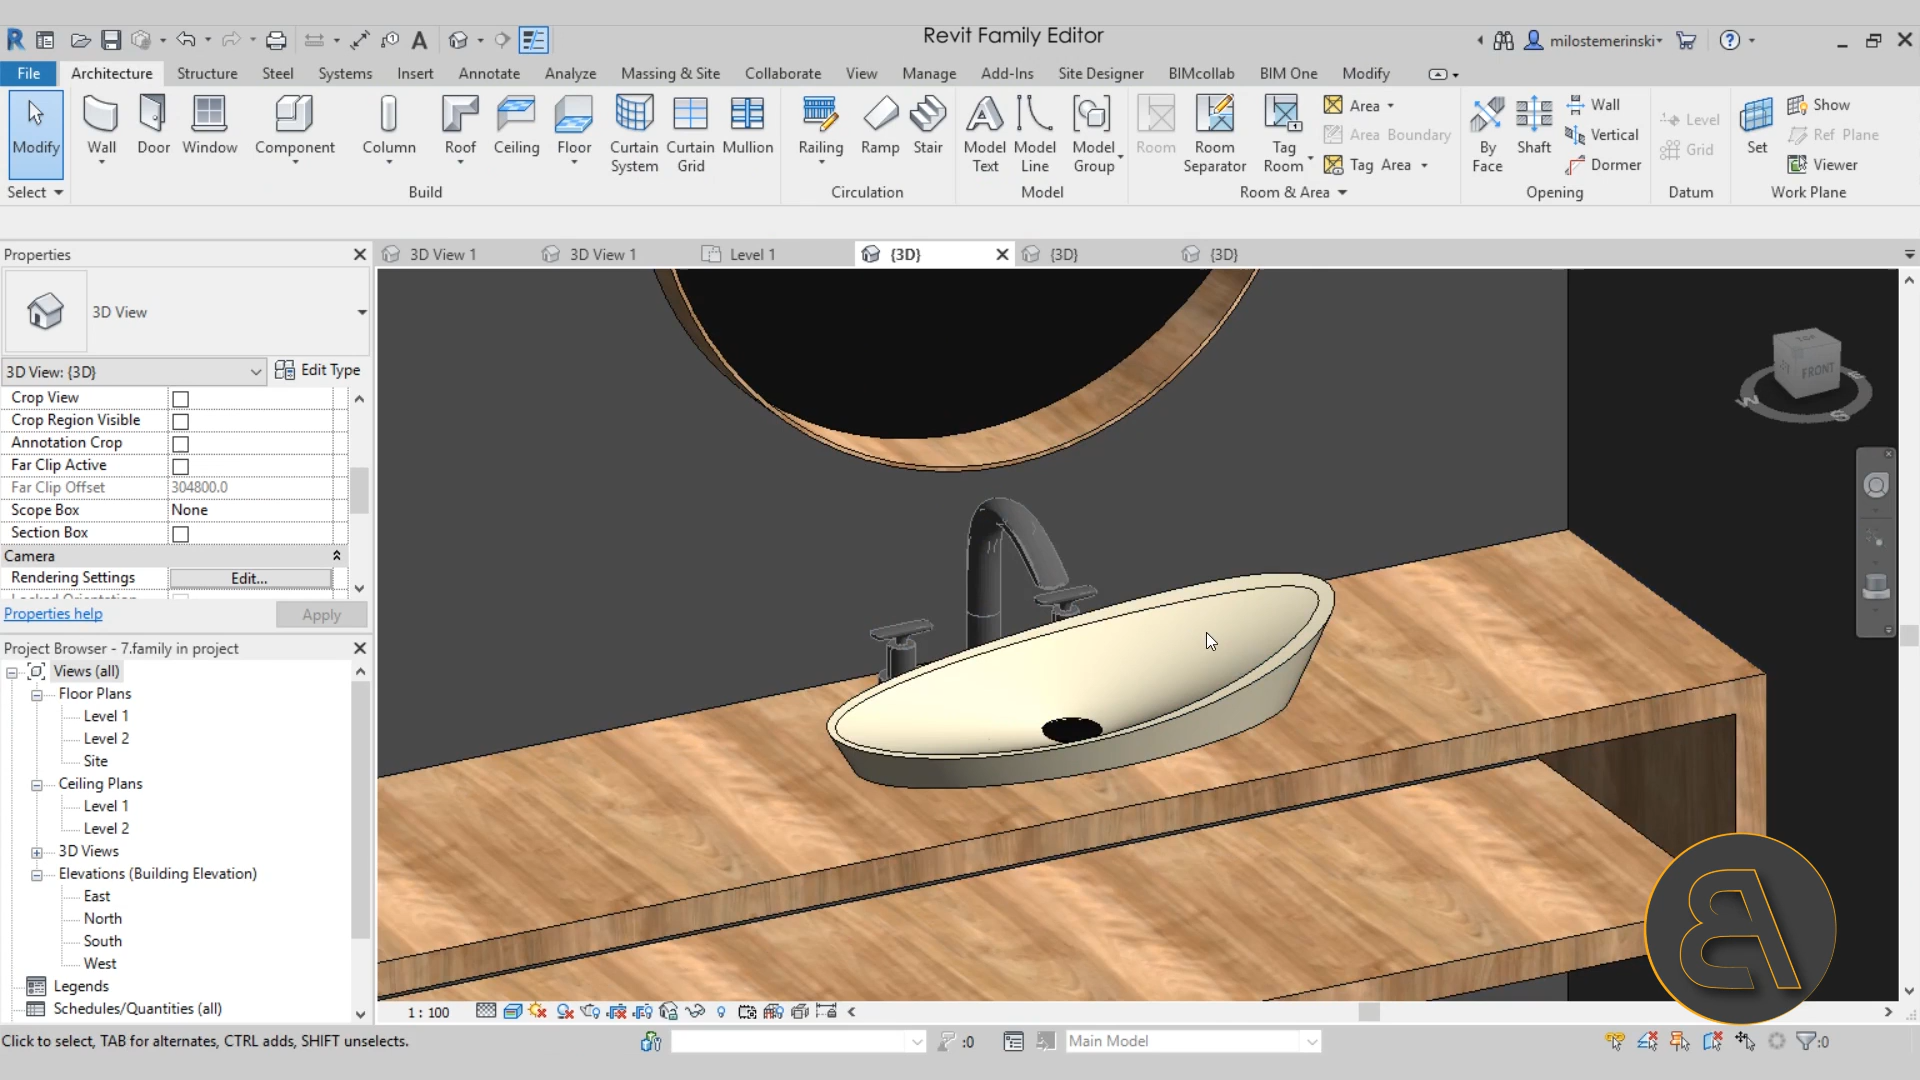 Revit Family Editor
milostemerinski
File Architecture Structure Steel Systems Insert Annotate Analyze Massing & Site Collaborate View Manage Add-Ins Site Designer BIMcollab BIM One Modify
Modify
Wall
Door
Window
Component
Column
Roof
Ceiling
Floor
Curtain System
Curtain Grid
Mullion
Railing
Ramp
Stair
Model Text
Model Line
Model Group
Room
Room Separator
Tag Room
Area
Area Boundary
Tag Area
By Face
Shaft
Wall
Vertical
Dormer
Level
Grid
Set
Show
Ref Plane
Viewer
Select Build Circulation Model Room & Area Opening Datum Work Plane
Properties
3D View 1 3D View 1 Level 1 {3D} {3D} {3D}
3D View
3D View: {3D} Edit Type
Crop View
Crop Region Visible
Annotation Crop
Far Clip Active
Far Clip Offset 304800.0
Scope Box None
Section Box
Camera
Rendering Settings Edit...
Properties help Apply
Project Browser - 7.family in project
Views (all)
Floor Plans
Level 1
Level 2
Site
Ceiling Plans
Level 1
Level 2
3D Views
Elevations (Building Elevation)
East
North
South
West
Legends
Schedules/Quantities (all)
TOP
FRONT
W
S
E
1 : 100
Click to select, TAB for alternates, CTRL adds, SHIFT unselects.
:0
Main Model
:0